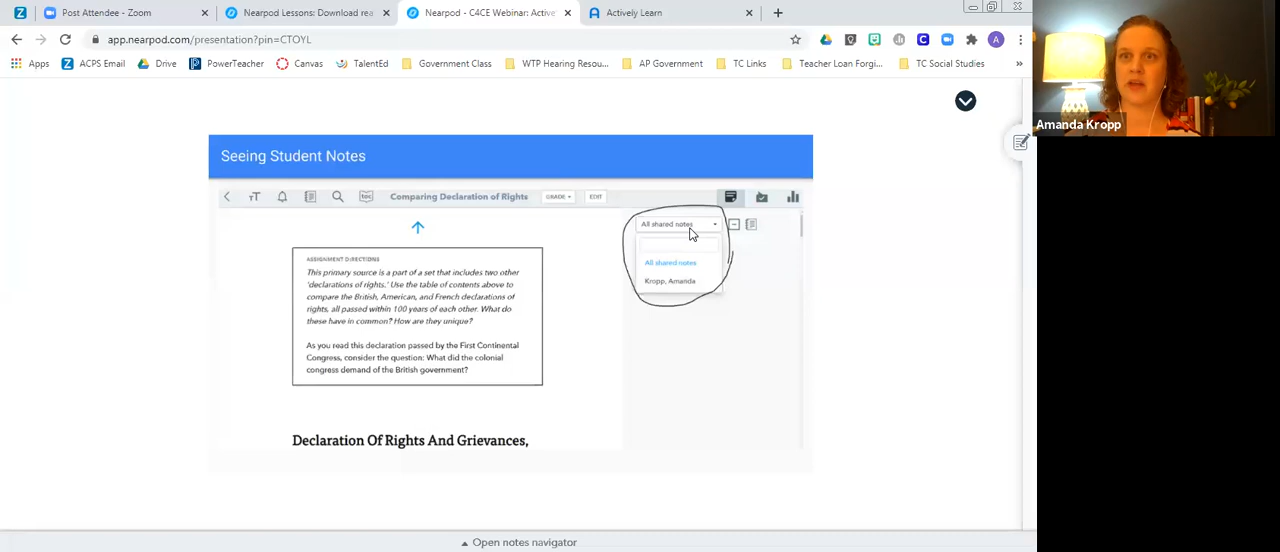 Post Attendee - Zoom
Nearpod Lessons: Download rea
Nearpod - C4CE Webinar: Active
Actively Learn
app.nearpod.com/presentation?pin=CTOYL
Apps
ACPS Email
Drive
PowerTeacher
Canvas
TalentEd
Government Class
WTP Hearing Resou...
AP Government
TC Links
Teacher Loan Forgi...
TC Social Studies
Amanda Kropp
Seeing Student Notes
Comparing Declaration of Rights
GRADE
EDIT
All shared notes
All shared notes
Kropp, Amanda
ASSIGNMENT DIRECTIONS
This primary source is a part of a set that includes two other
'declarations of rights.' Use the table of contents above to
compare the British, American, and French declarations of
rights, all passed within 100 years of each other. What do
these have in common? How are they unique?
As you read this declaration passed by the First Continental
Congress, consider the question: What did the colonial
congress demand of the British government?
Declaration Of Rights And Grievances,
Open notes navigator